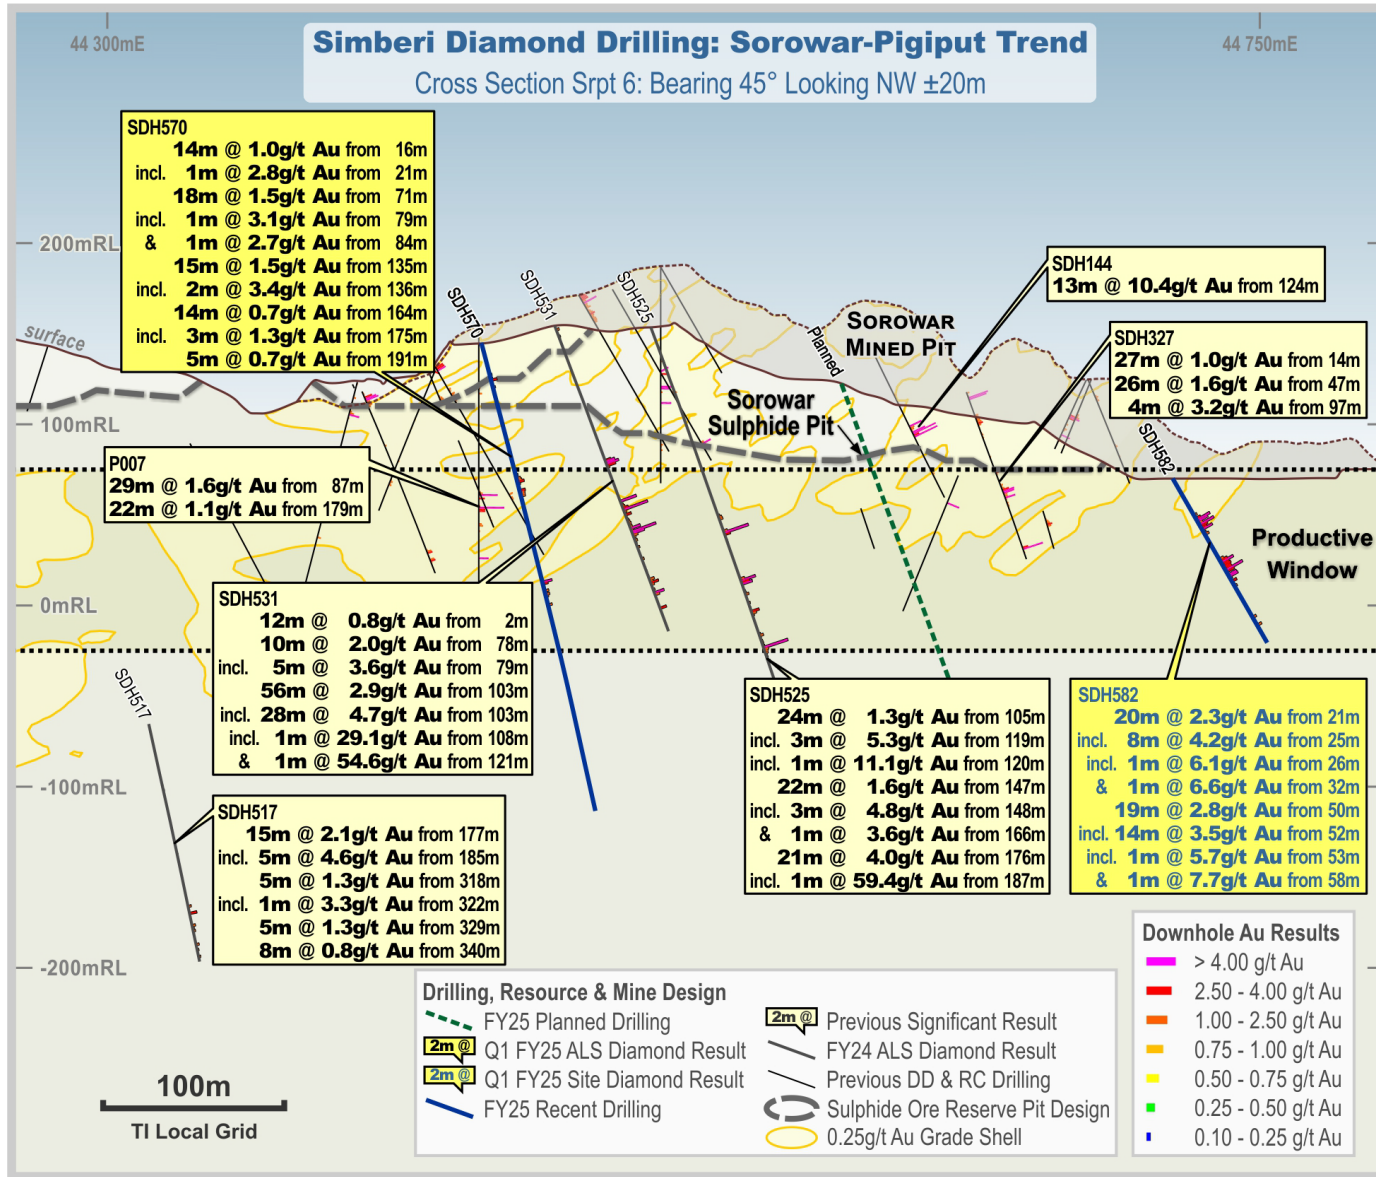 44 300mE
44 750mE
Simberi Diamond Drilling: Sorowar-Pigiput Trend
Cross Section Srpt 6: Bearing 45° Looking NW ±20m
SDH570
14m @ 1.0g/t Au from 16m
incl. 1m @ 2.8g/t Au from 21m
18m @ 1.5g/t Au from 71m
incl. 1m @ 3.1g/t Au from 79m
& 1m @ 2.7g/t Au from 84m
15m @ 1.5g/t Au from 135m
incl. 2m @ 3.4g/t Au from 136m
14m @ 0.7g/t Au from 164m
incl. 3m @ 1.3g/t Au from 175m
5m @ 0.7g/t Au from 191m
200mRL
100mRL
0mRL
-100mRL
-200mRL
surface
SDH570
SDH531
SDH525
Planned
SOROWAR
MINED PIT
Sorowar
Sulphide Pit
SDH144
13m @ 10.4g/t Au from 124m
SDH327
27m @ 1.0g/t Au from 14m
26m @ 1.6g/t Au from 47m
4m @ 3.2g/t Au from 97m
SDH582
P007
29m @ 1.6g/t Au from 87m
22m @ 1.1g/t Au from 179m
Productive
Window
SDH531
12m @ 0.8g/t Au from 2m
10m @ 2.0g/t Au from 78m
incl. 5m @ 3.6g/t Au from 79m
56m @ 2.9g/t Au from 103m
incl. 28m @ 4.7g/t Au from 103m
incl. 1m @ 29.1g/t Au from 108m
& 1m @ 54.6g/t Au from 121m
SDH517
SDH517
15m @ 2.1g/t Au from 177m
incl. 5m @ 4.6g/t Au from 185m
5m @ 1.3g/t Au from 318m
incl. 1m @ 3.3g/t Au from 322m
5m @ 1.3g/t Au from 329m
8m @ 0.8g/t Au from 340m
SDH525
24m @ 1.3g/t Au from 105m
incl. 3m @ 5.3g/t Au from 119m
incl. 1m @ 11.1g/t Au from 120m
22m @ 1.6g/t Au from 147m
incl. 3m @ 4.8g/t Au from 148m
& 1m @ 3.6g/t Au from 166m
21m @ 4.0g/t Au from 176m
incl. 1m @ 59.4g/t Au from 187m
SDH582
20m @ 2.3g/t Au from 21m
incl. 8m @ 4.2g/t Au from 25m
incl. 1m @ 6.1g/t Au from 26m
& 1m @ 6.6g/t Au from 32m
19m @ 2.8g/t Au from 50m
incl. 14m @ 3.5g/t Au from 52m
incl. 1m @ 5.7g/t Au from 53m
& 1m @ 7.7g/t Au from 58m
100m
TI Local Grid
Drilling, Resource & Mine Design
FY25 Planned Drilling
2m @ Q1 FY25 ALS Diamond Result
2m @ Q1 FY25 Site Diamond Result
FY25 Recent Drilling
2m @ Previous Significant Result
FY24 ALS Diamond Result
Previous DD & RC Drilling
Sulphide Ore Reserve Pit Design
0.25g/t Au Grade Shell
Downhole Au Results
> 4.00 g/t Au
2.50 - 4.00 g/t Au
1.00 - 2.50 g/t Au
0.75 - 1.00 g/t Au
0.50 - 0.75 g/t Au
0.25 - 0.50 g/t Au
0.10 - 0.25 g/t Au